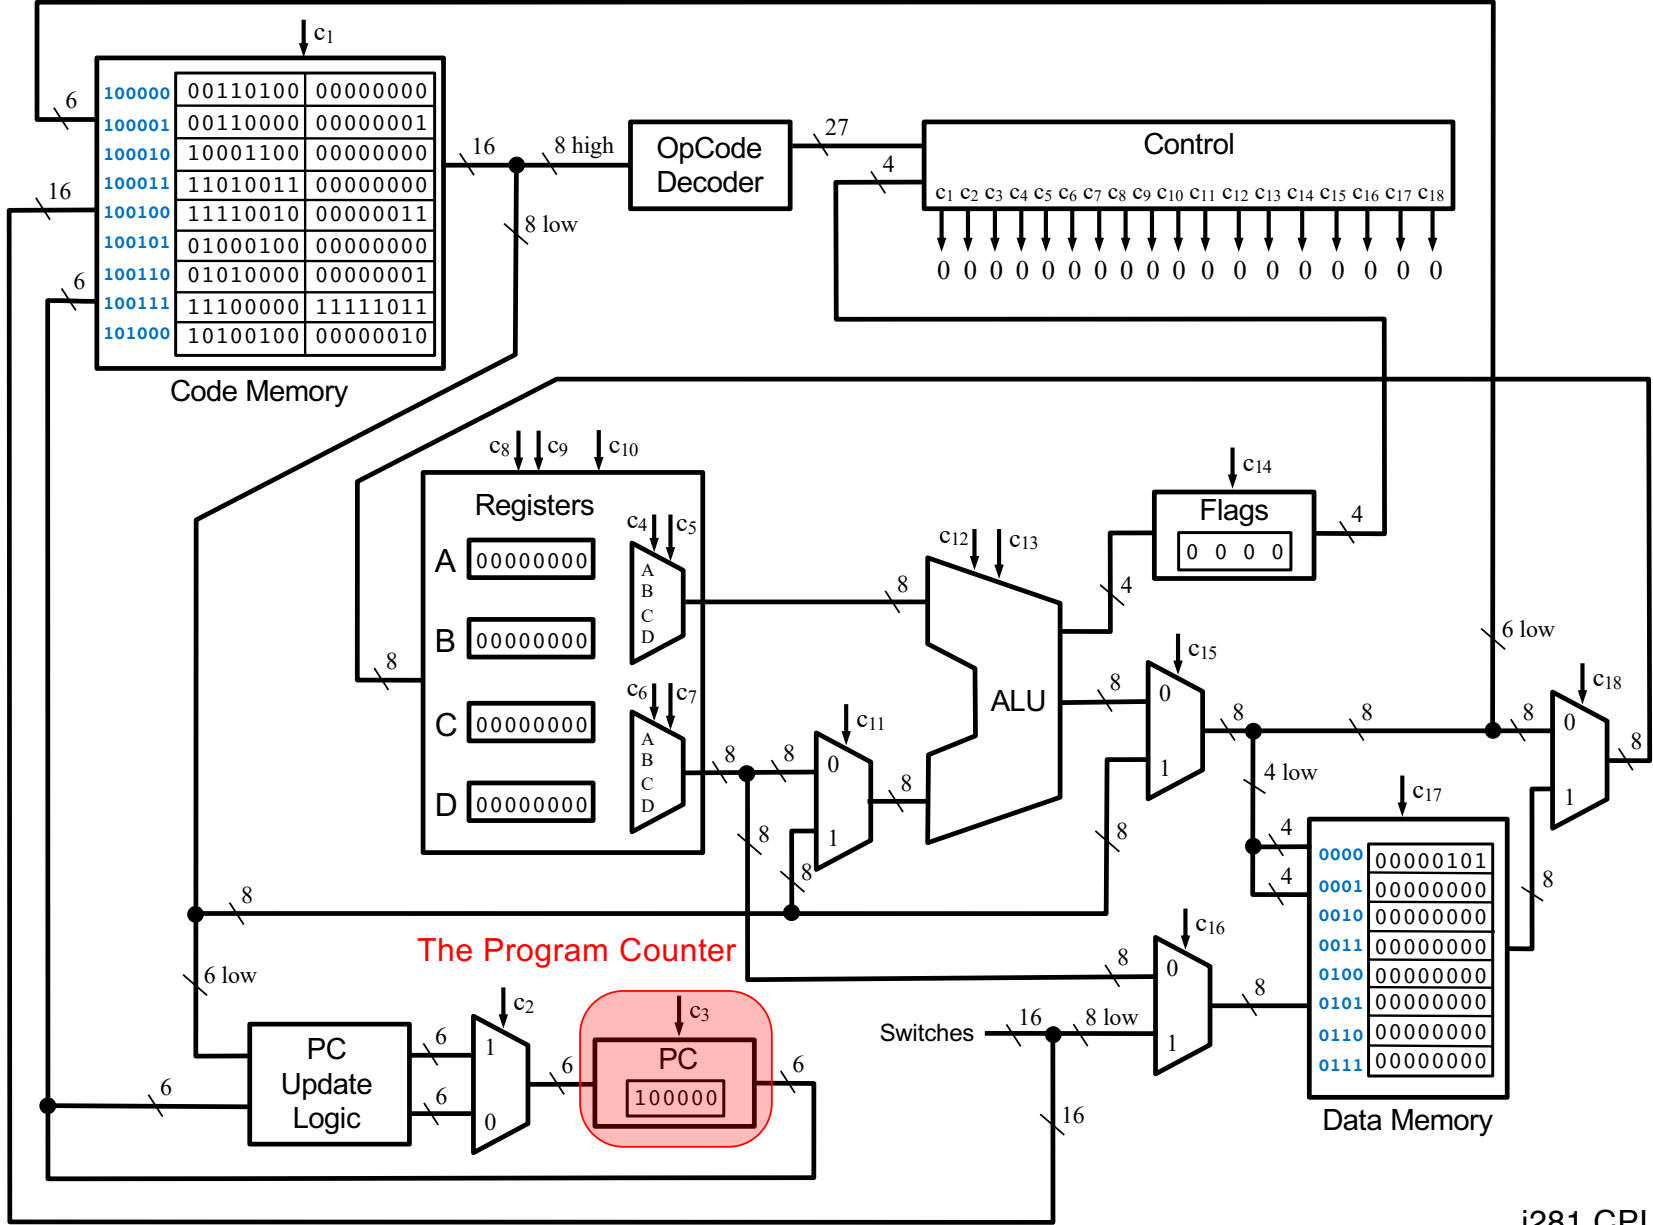 c1
100000 00110100 00000000
100001 00110000 00000001
100010 10001100 00000000
100011 11010011 00000000
100100 11110010 00000011
100101 01000100 00000000
100110 01010000 00000001
100111 11100000 11111011
101000 10100100 00000010
Code Memory
6
16
6
16
8 high
8 low
OpCode
Decoder
27
4
Control
c1 c2 c3 c4 c5 c6 c7 c8 c9 c10 c11 c12 c13 c14 c15 c16 c17 c18
0 0 0 0 0 0 0 0 0 0 0 0 0 0 0 0 0 0
c8 c9 c10
Registers
A 00000000
B 00000000
C 00000000
D 00000000
c4 c5
A
B
C
D
c6 c7
A
B
C
D
8
8
8
8
8
8
c11
0
1
8
8
c12 c13
ALU
4
8
c14
Flags
0 0 0 0
4
c15
0
1
8
8
8
6 low
8
c18
0
1
8
4 low
4
4
c17
0000 00000101
0001 00000000
0010 00000000
0011 00000000
0100 00000000
0101 00000000
0110 00000000
0111 00000000
Data Memory
8
8
The Program Counter
6 low
PC
Update
Logic
6
6
6
c2
1
0
6
c3
PC
100000
6
Switches
16
8 low
16
8
c16
0
1
8
i281 CPU